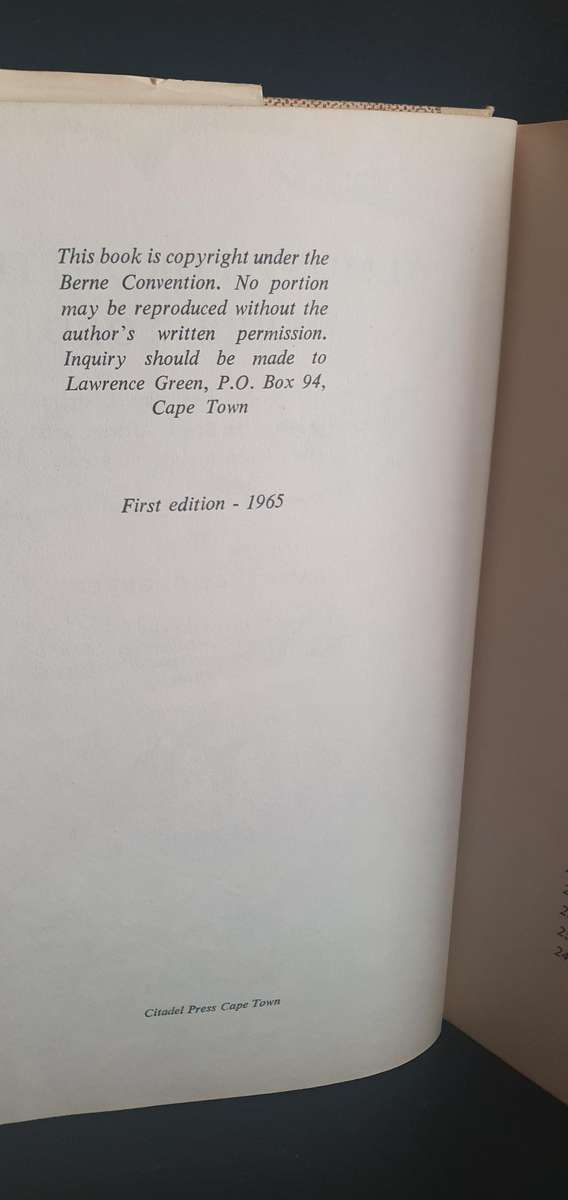 This book is copyright under the
Berne Convention. No portion
may be reproduced without the
author's written permission.
Inquiry should be made to
Lawrence Green, P.O. Box 94,
Cape Town
First edition - 1965
Citadel Press Cape Town